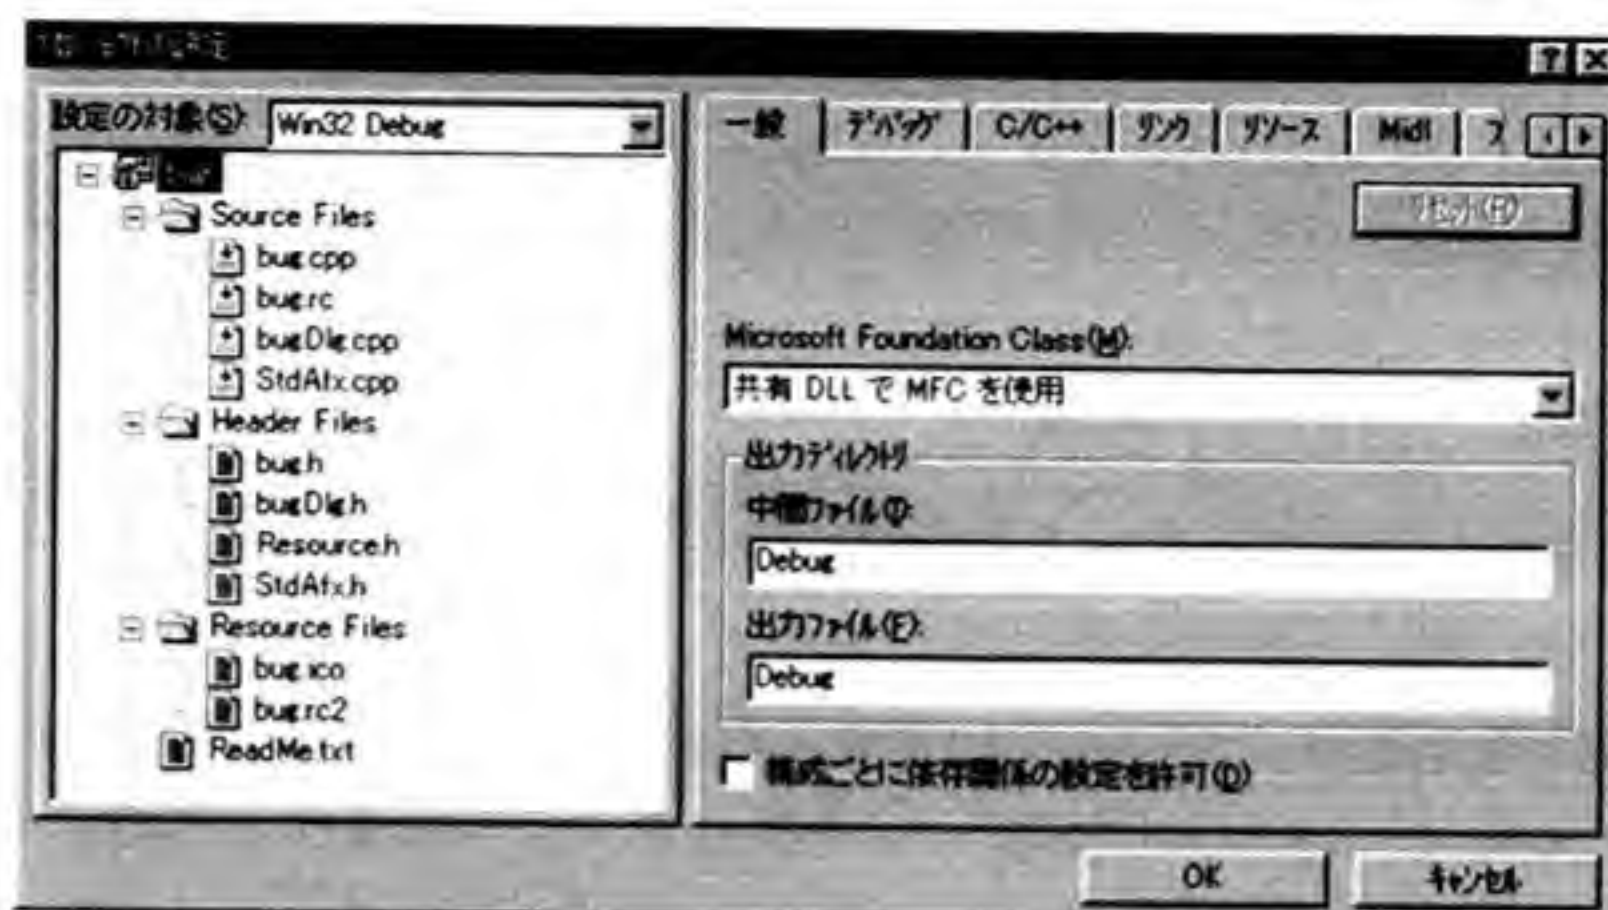 設定の対象(S):
Win32 Debug
bug
Source Files
bug.cpp
bug.rc
bugDlg.cpp
StdAfx.cpp
Header Files
bug.h
bugDlg.h
Resource.h
StdAfx.h
Resource Files
bug.ico
bug.rc2
ReadMe.txt
一般
デバッグ
C/C++
リンク
リソース
Midl
リセット(R)
Microsoft Foundation Class(M):
共有 DLL で MFC を使用
出力ディレクトリ
中間ファイル(I):
Debug
出力ファイル(F):
Debug
構成ごとに依存関係の設定を許可(D)
OK
キャンセル